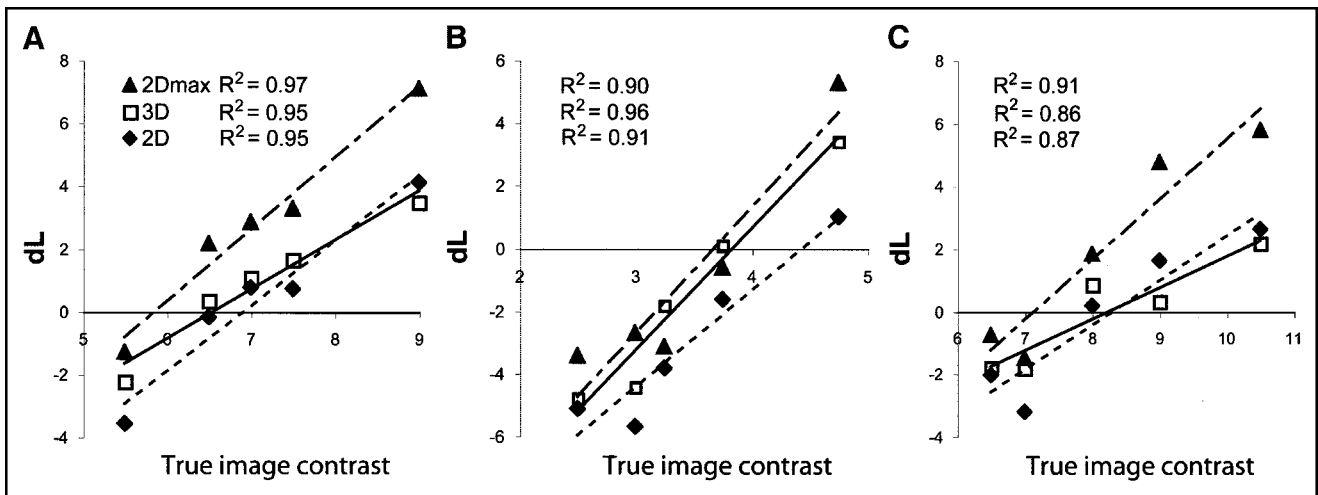 A
8
6
4
2
0
-2
-4
dL
▲ 2Dmax R² = 0.97
□ 3D R² = 0.95
◆ 2D R² = 0.95
5 6 7 8 9
True image contrast
B
6
4
2
0
-2
-4
-6
dL
R² = 0.90
R² = 0.96
R² = 0.91
2 3 4 5
True image contrast
C
8
6
4
2
0
-2
-4
dL
R² = 0.91
R² = 0.86
R² = 0.87
6 7 8 9 10 11
True image contrast